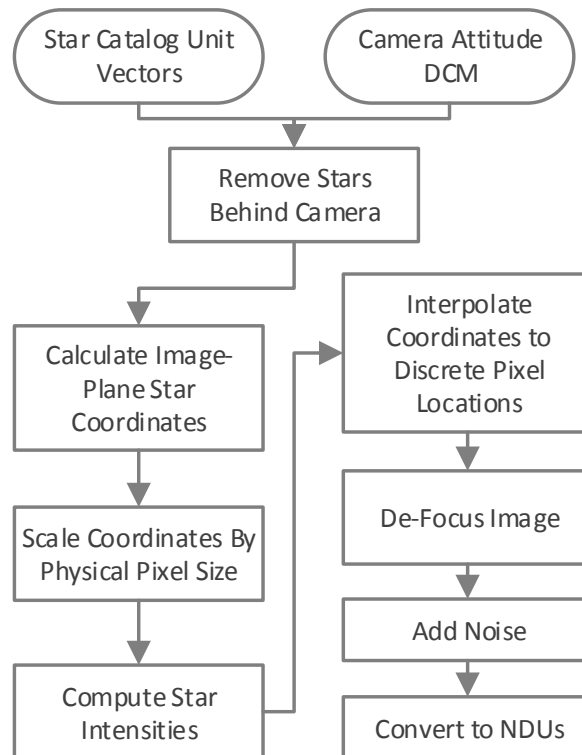 Star Catalog Unit
Vectors
Camera Attitude
DCM
Remove Stars
Behind Camera
Calculate Image-
Plane Star
Coordinates
Scale Coordinates By
Physical Pixel Size
Compute Star
Intensities
Interpolate
Coordinates to
Discrete Pixel
Locations
De-Focus Image
Add Noise
Convert to NDUs